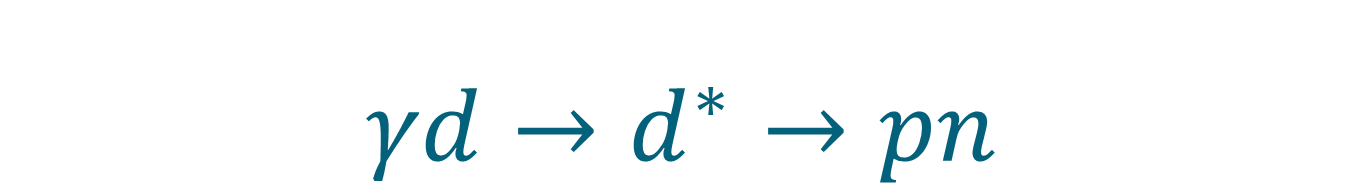 γd → d* → pn